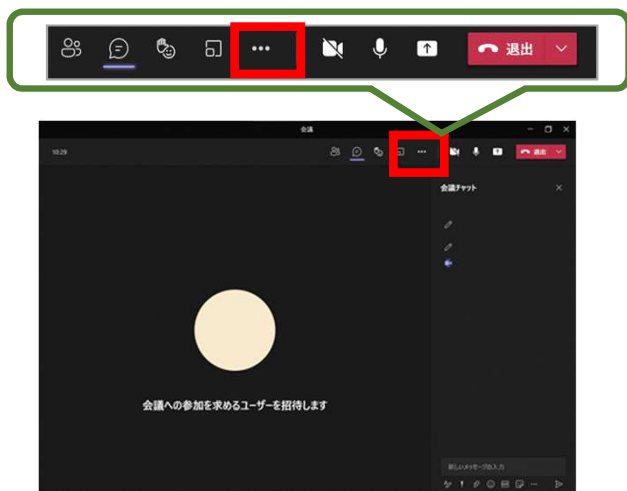 退出
会議
10:29
退出
会議チャット
会議への参加を求めるユーザーを招待します
新しいメッセージの入力